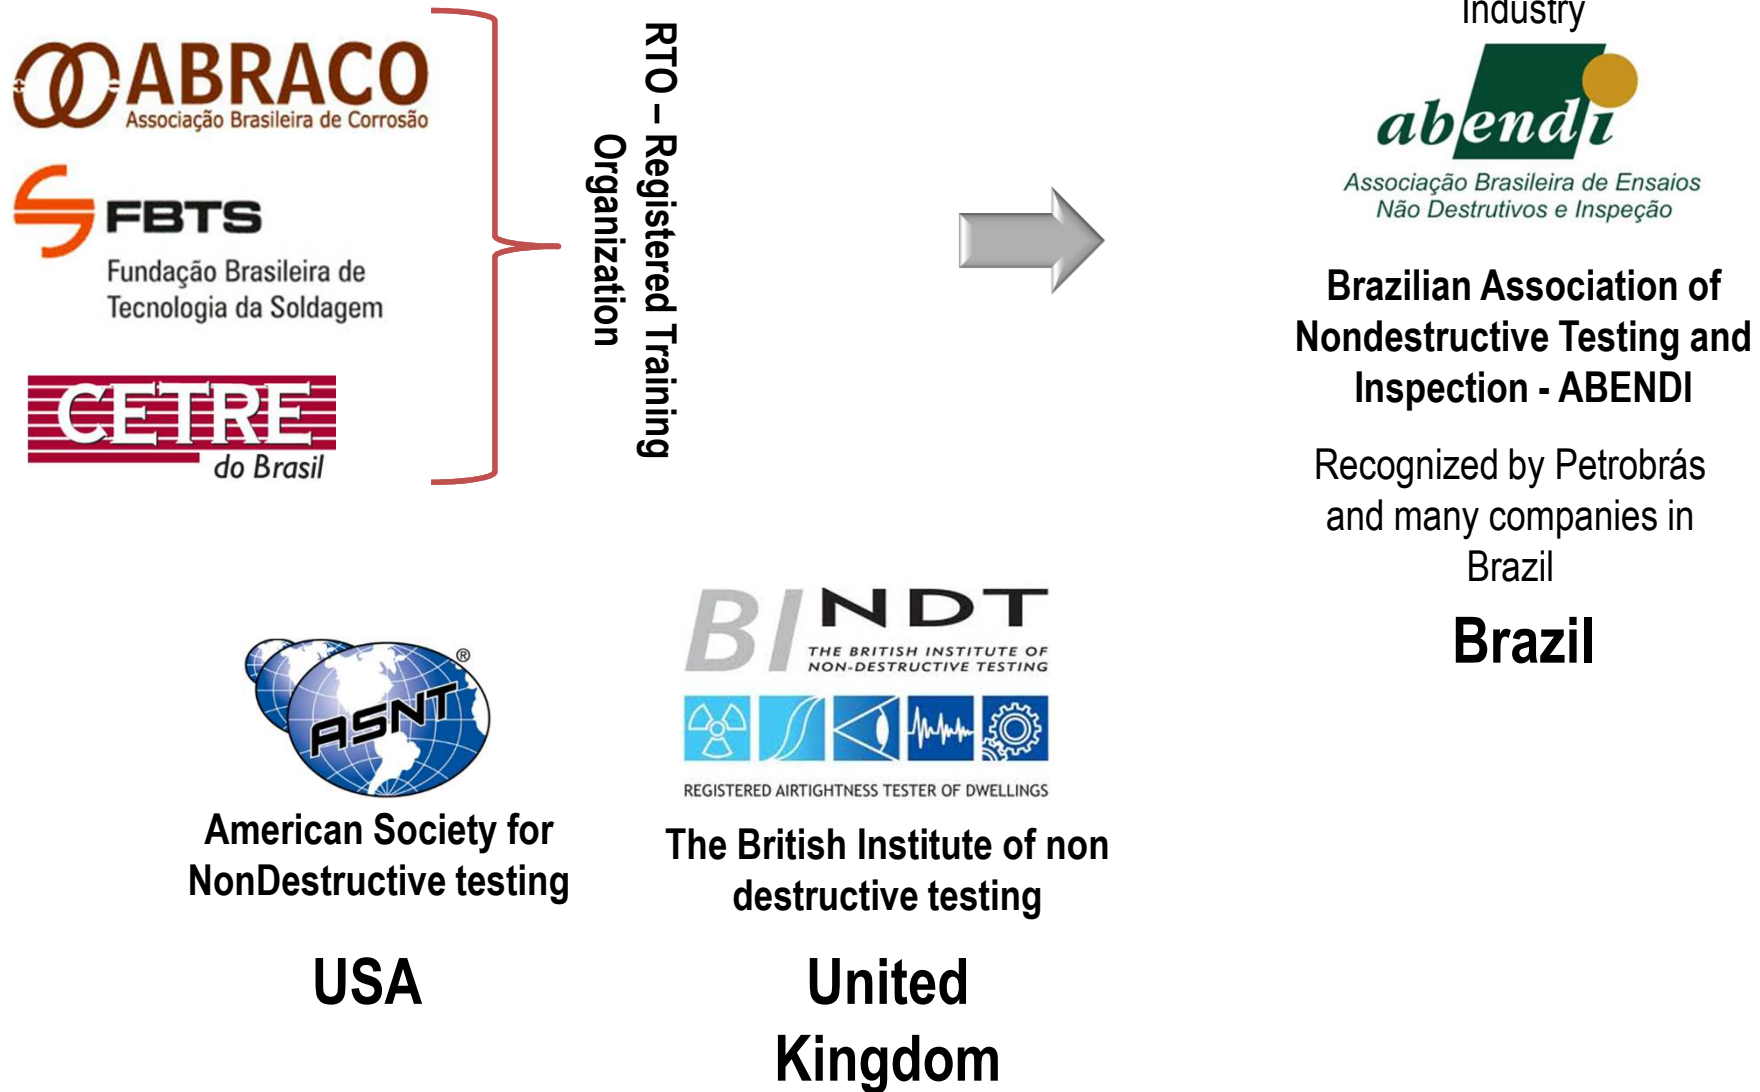 ABRACO
Associação Brasileira de Corrosão
FBTS
Fundação Brasileira de
Tecnologia da Soldagem
CETRE
do Brasil
RTO – Registered Training
Organization
Industry
abendi
Associação Brasileira de Ensaios
Não Destrutivos e Inspeção
Brazilian Association of
Nondestructive Testing and
Inspection - ABENDI
Recognized by Petrobrás
and many companies in
Brazil
Brazil
ASNT
®
American Society for
NonDestructive testing
USA
BINDT
THE BRITISH INSTITUTE OF
NON-DESTRUCTIVE TESTING
REGISTERED AIRTIGHTNESS TESTER OF DWELLINGS
The British Institute of non
destructive testing
United
Kingdom